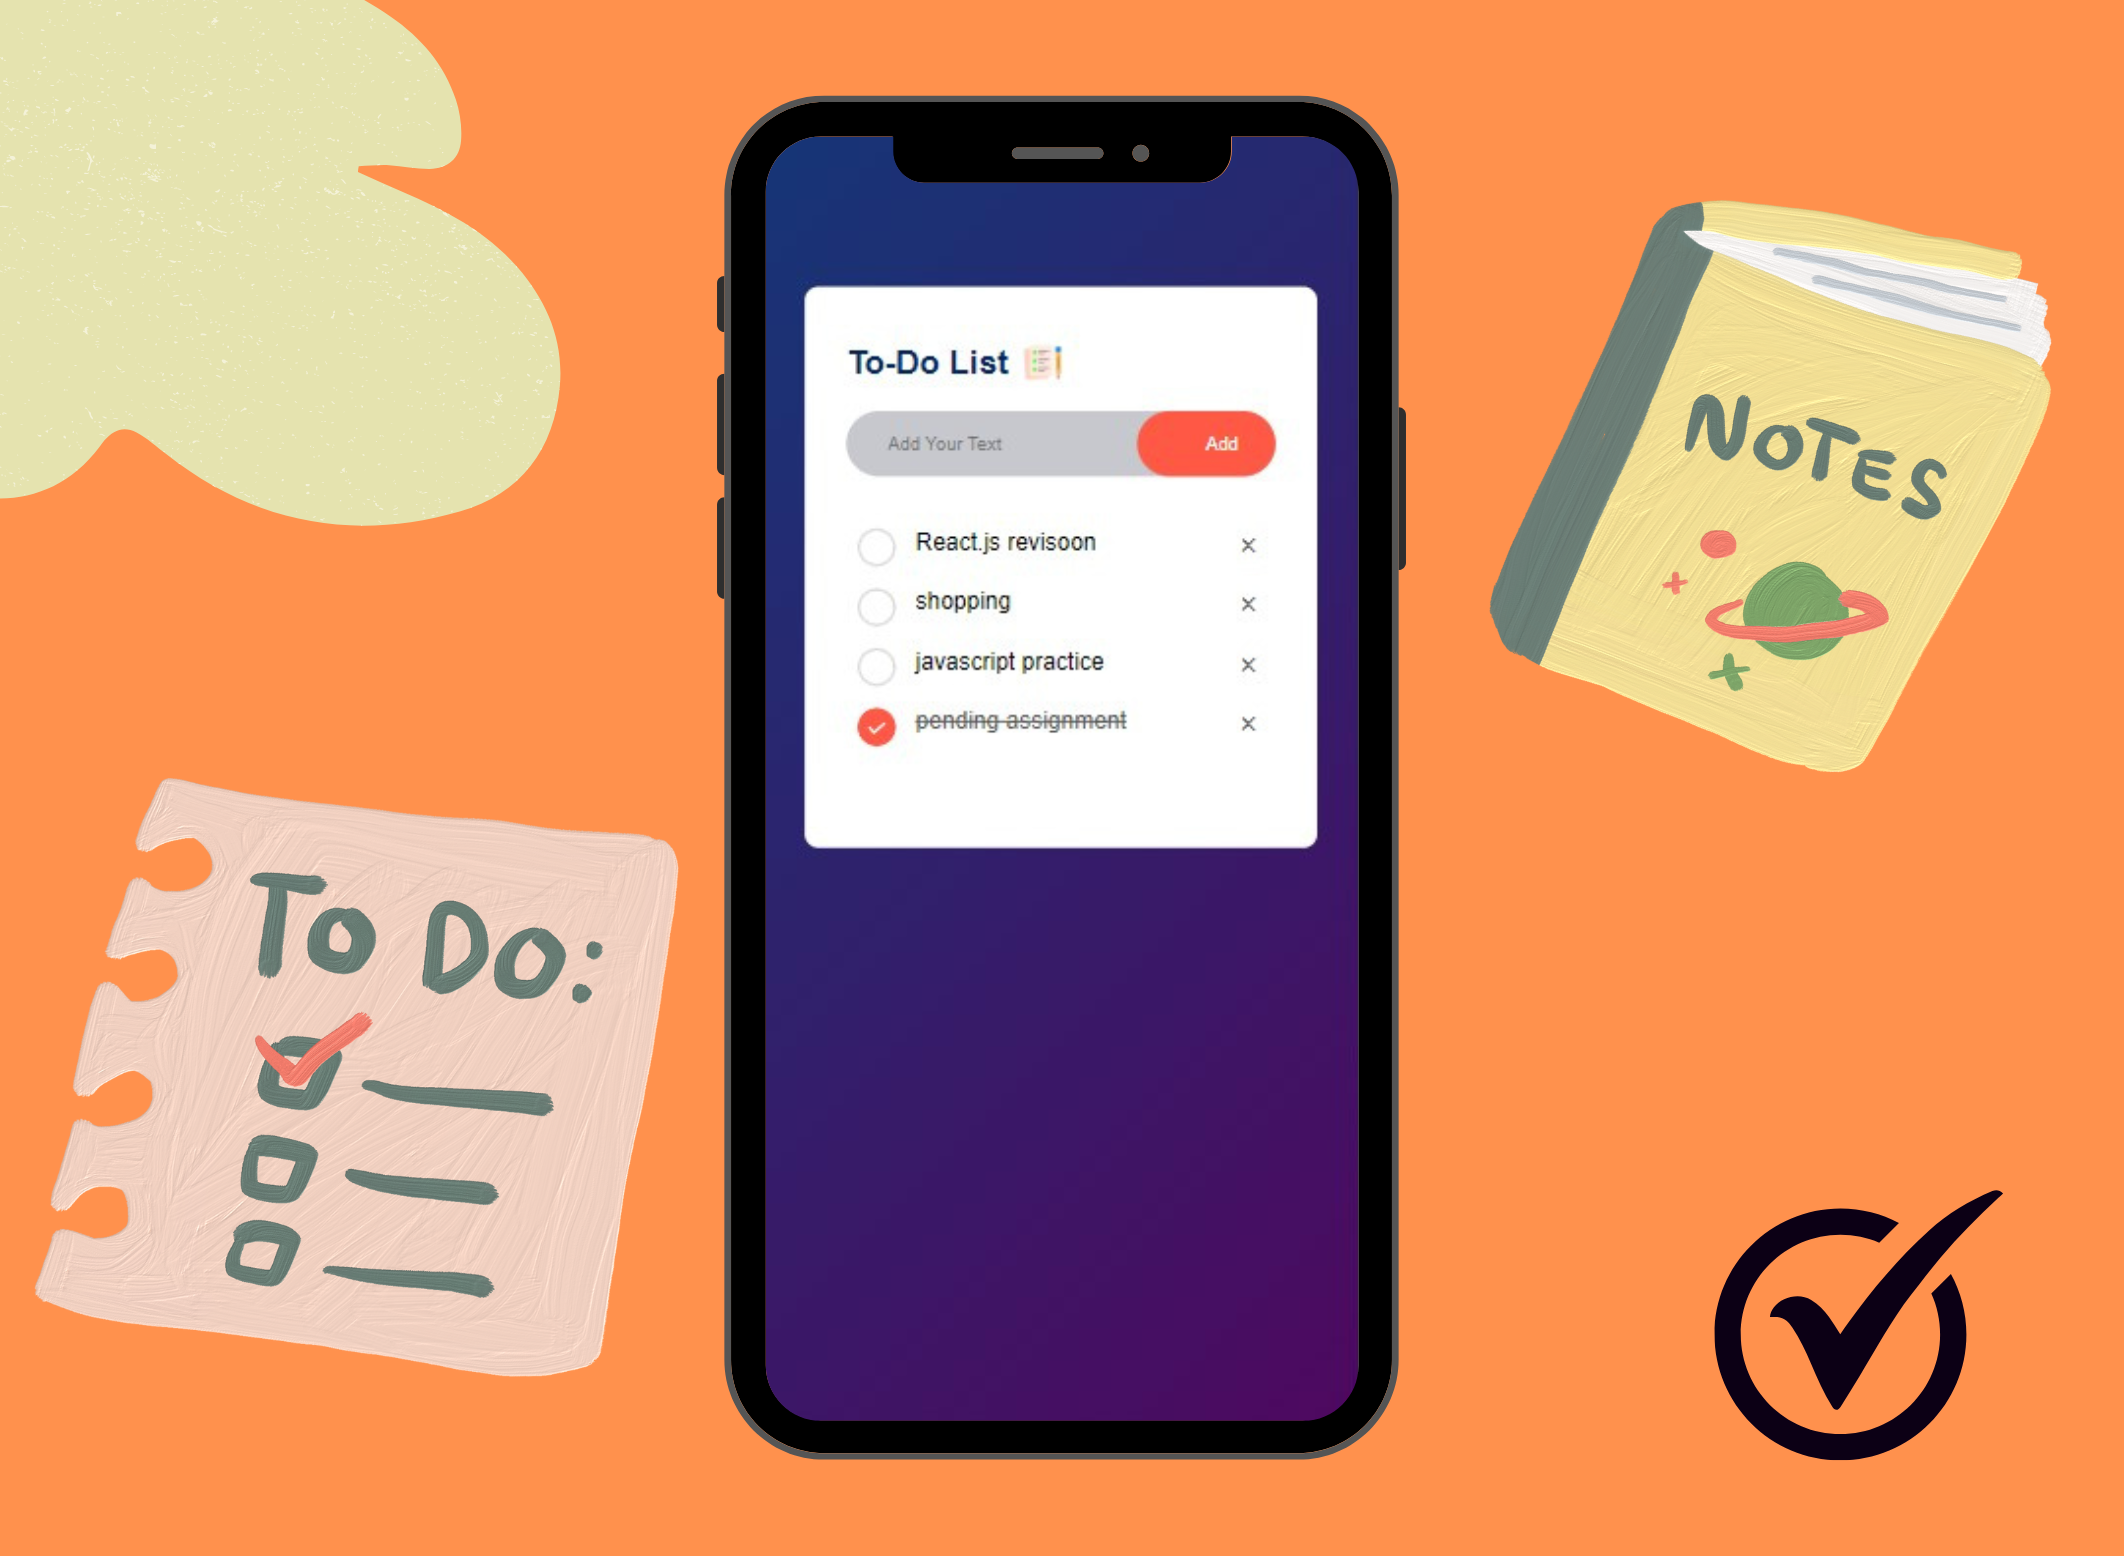 To-Do List
Add Your Text
Add
React.js revisoon
shopping
javascript practice
pending assignment
NOTES
To Do: